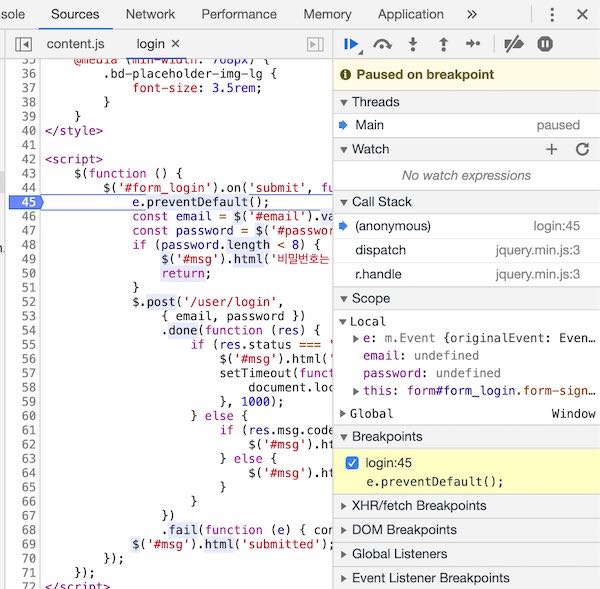 sole Sources Network Performance Memory Application
content.js login
Paused on breakpoint
35 @media (min-width: 768px) {
36 .bd-placeholder-img-lg {
37 font-size: 3.5rem;
38 }
39 }
40 </style>
41
42 <script>
43 $(function () {
44 $('#form_login').on('submit', fu
45 e.preventDefault();
46 const email = $('#email').va
47 const password = $('#passwor
48 if (password.length < 8) {
49 $('#msg').html('비밀번호는
50 return;
51 }
52 $.post('/user/login',
53 { email, password })
54 .done(function (res) {
55 if (res.status === '
56 $('#msg').html('
57 setTimeout(funct
58 document.loc
59 }, 1000);
60 } else {
61 if (res.msg.code
62 $('#msg').ht
63 } else {
64 $('#msg').ht
65 }
66 }
67 })
68 .fail(function (e) { con
69 $('#msg').html('submitted');
70 });
71 });
72 </script>
Threads
Main paused
Watch
No watch expressions
Call Stack
(anonymous) login:45
dispatch jquery.min.js:3
r.handle jquery.min.js:3
Scope
Local
e: m.Event {originalEvent: Even…
email: undefined
password: undefined
this: form#form_login.form-sign…
Global Window
Breakpoints
login:45
e.preventDefault();
XHR/fetch Breakpoints
DOM Breakpoints
Global Listeners
Event Listener Breakpoints